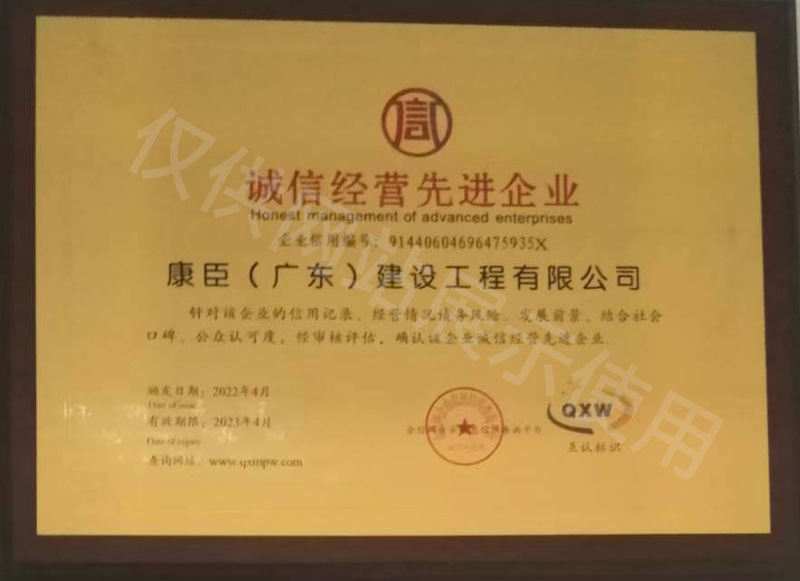 信
诚信经营先进企业
Honest management of advanced enterprises
企业信用编号：91440604696475935X
康臣（广东）建设工程有限公司
针对该企业的信用记录、经营情况债务风险、发展前景、结合社会
口碑、公众认可度，经审核评估，确认该企业诚信经营先进企业.
颁发日期：2022年4月
Date of issue
有效期限：2023年4月
Date of expiry
查询网址：
QXW
互认标识
仅供网站展示使用